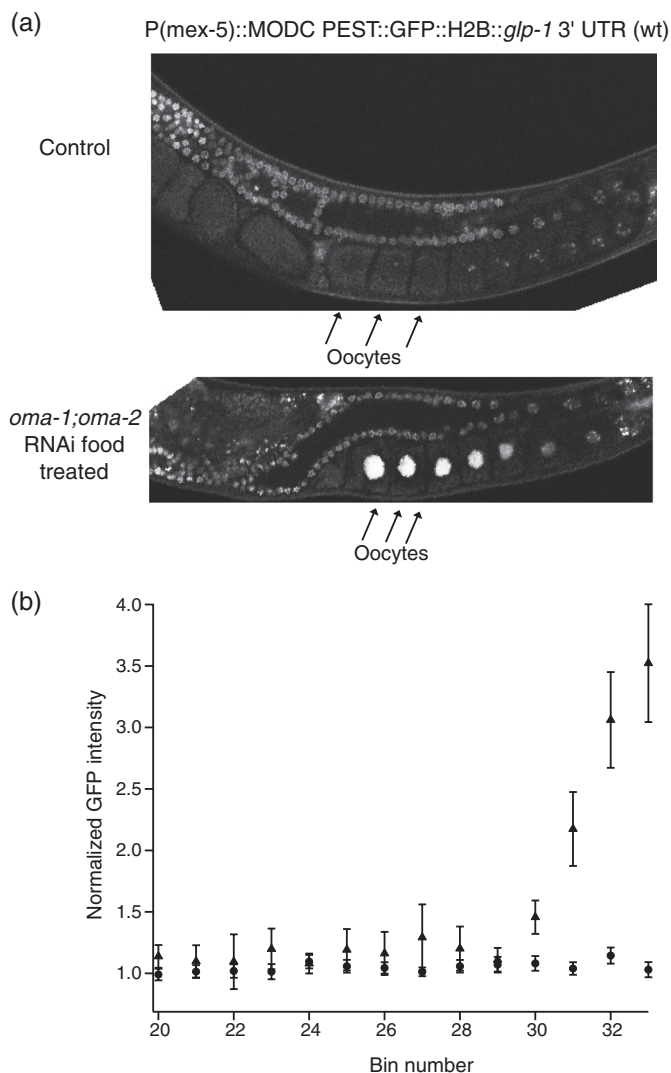 (a)
P(mex-5)::MODC PEST::GFP::H2B::glp-1 3' UTR (wt)
Control
Oocytes
oma-1;oma-2
RNAi food
treated
Oocytes
(b)
4.0
3.5
3.0
2.5
2.0
1.5
1.0
Normalized GFP intensity
20 22 24 26 28 30 32
Bin number